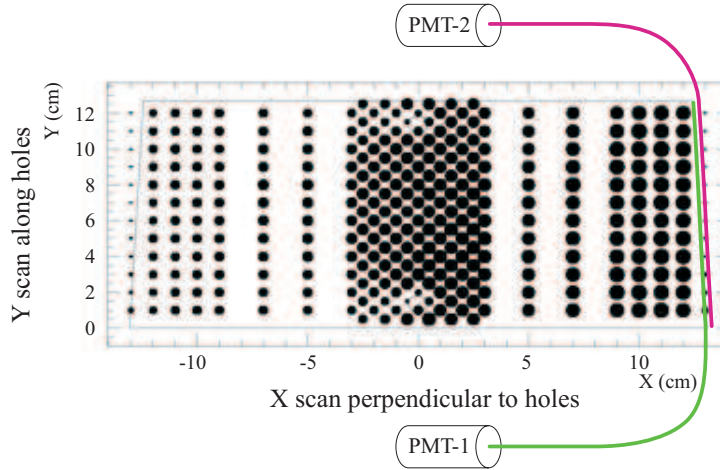 PMT-2
Y (cm)
12
10
8
6
4
2
0
Y scan along holes
-10
-5
0
5
10
X (cm)
X scan perpendicular to holes
PMT-1